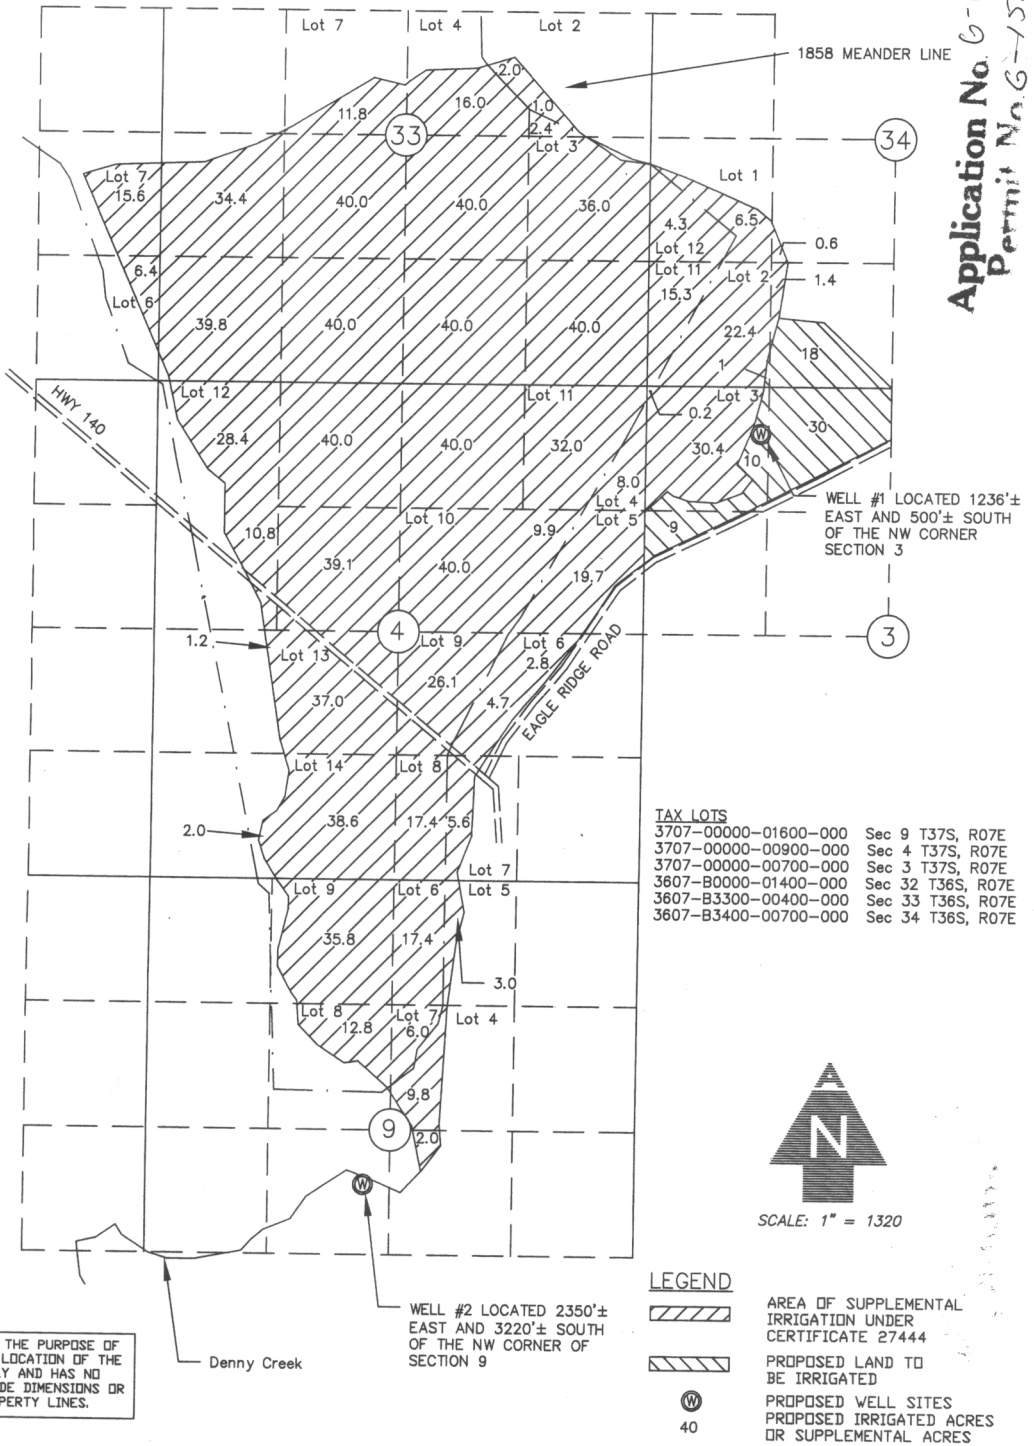 Lot 7 Lot 4 Lot 2
1858 MEANDER LINE
Application No. G-
Permit No. G-15
2.0
11.8 16.0 1.0
2.4
33 Lot 3 34
Lot 7 Lot 1
15.6 34.4 40.0 40.0 36.0
4.3 6.5
Lot 12 0.6
6.4 Lot 11 Lot 2 1.4
Lot 6 15.3
39.8 40.0 40.0 40.0 22.4
18
1
HWY 140 Lot 12 Lot 11 Lot 3
0.2 30
28.4 40.0 40.0 32.0 30.4
W
10
8.0
Lot 4
WELL #1 LOCATED 1236'±
EAST AND 500'± SOUTH
OF THE NW CORNER
SECTION 3
Lot 10 Lot 5
10.8 9.9 9
39.1 40.0
19.7
1.2 4 Lot 9 Lot 6 3
Lot 13 2.8
26.1
37.0 4.7
EAGLE RIDGE ROAD
Lot 14 Lot 8
2.0 38.6 17.4 5.6
Lot 7
Lot 9 Lot 6 Lot 5
TAX LOTS
3707-00000-01600-000 Sec 9 T37S, R07E
3707-00000-00900-000 Sec 4 T37S, R07E
3707-00000-00700-000 Sec 3 T37S, R07E
3607-B0000-01400-000 Sec 32 T36S, R07E
3607-B3300-00400-000 Sec 33 T36S, R07E
3607-B3400-00700-000 Sec 34 T36S, R07E
35.8 17.4
3.0
Lot 8 Lot 7 Lot 4
12.8 6.0
9.8
9 2.0
W
A
N
SCALE: 1" = 1320
WELL #2 LOCATED 2350'±
EAST AND 3220'± SOUTH
OF THE NW CORNER OF
SECTION 9
Denny Creek
THE PURPOSE OF
LOCATION OF THE
Y AND HAS NO
DE DIMENSIONS OR
PERTY LINES.
LEGEND
AREA OF SUPPLEMENTAL
IRRIGATION UNDER
CERTIFICATE 27444
PROPOSED LAND TO
BE IRRIGATED
W PROPOSED WELL SITES
40 PROPOSED IRRIGATED ACRES
OR SUPPLEMENTAL ACRES